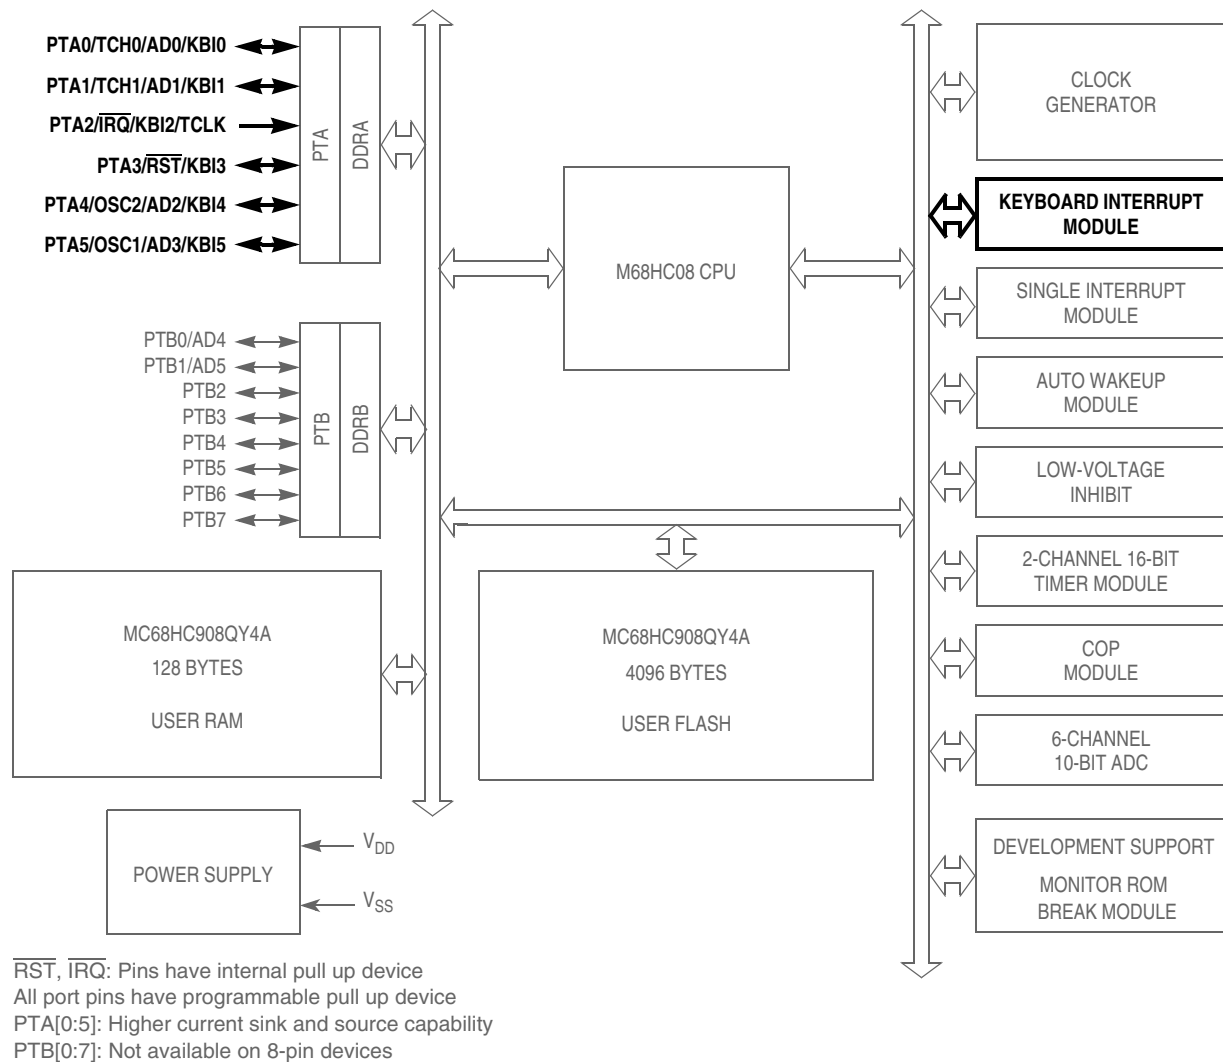 PTA0/TCH0/AD0/KBI0
PTA1/TCH1/AD1/KBI1
PTA2/IRQ/KBI2/TCLK
PTA3/RST/KBI3
PTA4/OSC2/AD2/KBI4
PTA5/OSC1/AD3/KBI5
PTA
DDRA
PTB0/AD4
PTB1/AD5
PTB2
PTB3
PTB4
PTB5
PTB6
PTB7
PTB
DDRB
M68HC08 CPU
CLOCK
GENERATOR
KEYBOARD INTERRUPT
MODULE
SINGLE INTERRUPT
MODULE
AUTO WAKEUP
MODULE
LOW-VOLTAGE
INHIBIT
2-CHANNEL 16-BIT
TIMER MODULE
COP
MODULE
6-CHANNEL
10-BIT ADC
DEVELOPMENT SUPPORT
MONITOR ROM
BREAK MODULE
MC68HC908QY4A
128 BYTES
USER RAM
MC68HC908QY4A
4096 BYTES
USER FLASH
POWER SUPPLY
VDD
VSS
RST, IRQ: Pins have internal pull up device
All port pins have programmable pull up device
PTA[0:5]: Higher current sink and source capability
PTB[0:7]: Not available on 8-pin devices